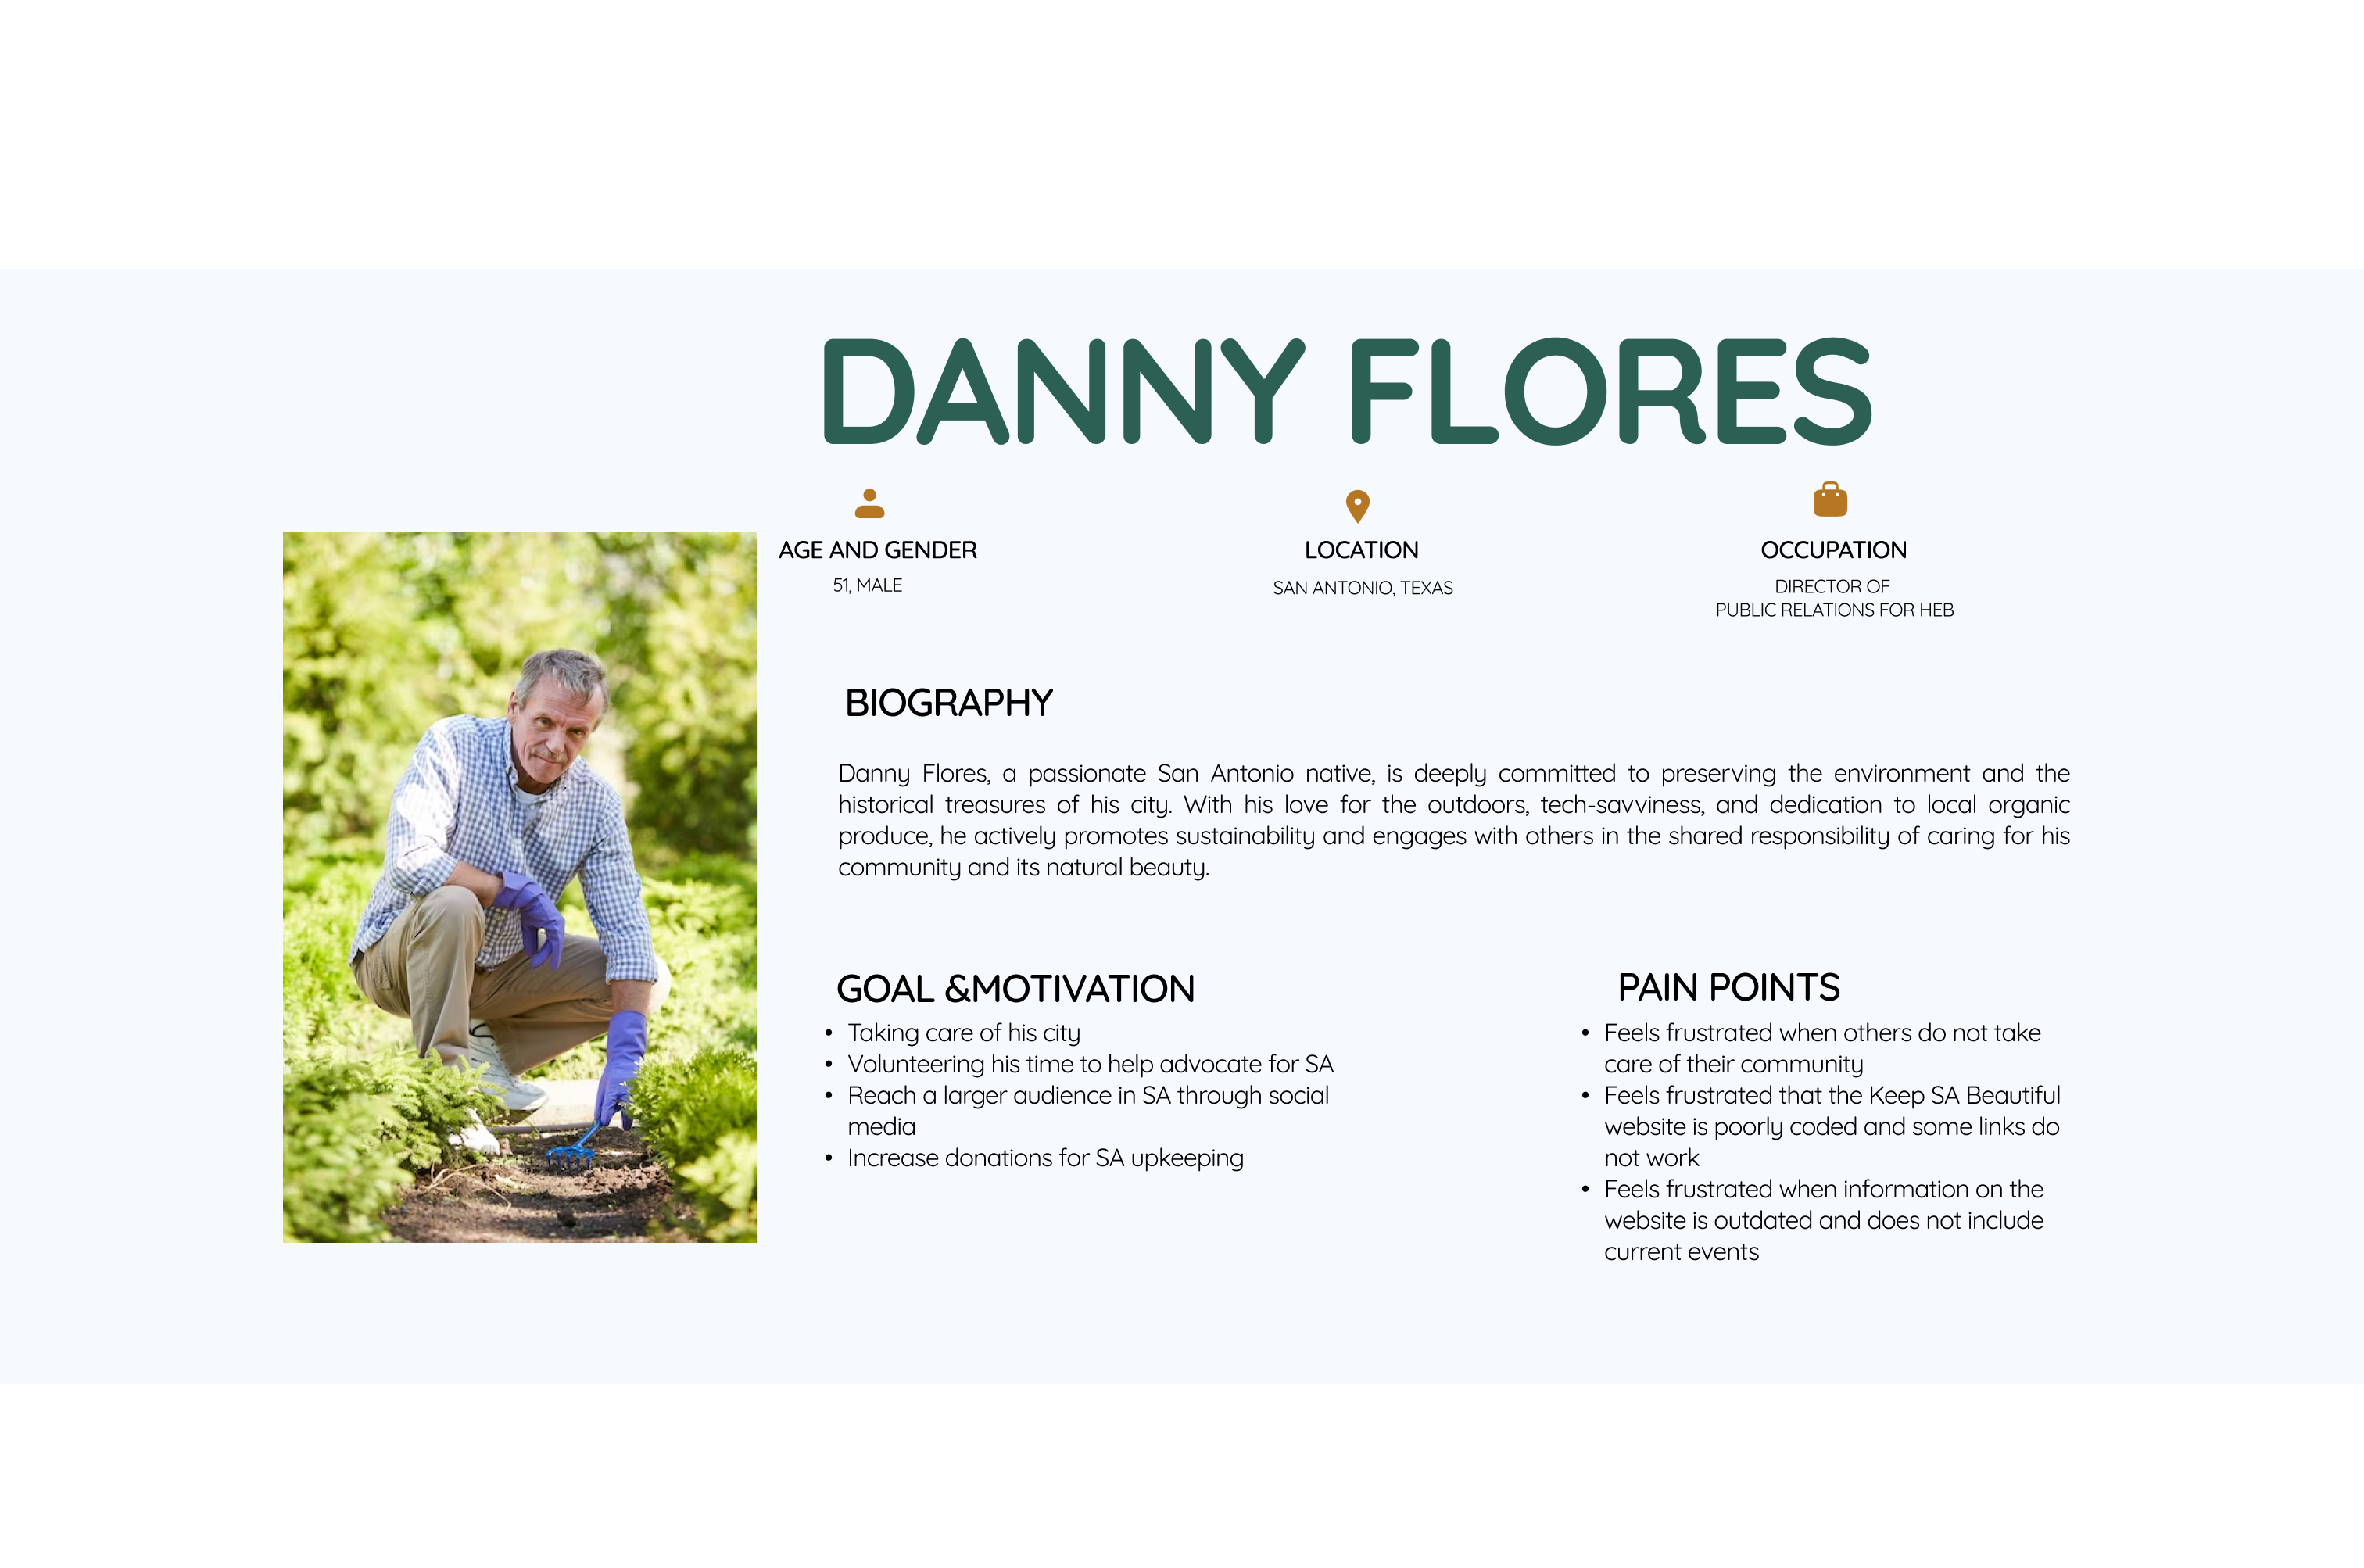 DANNY FLORES
AGE AND GENDER
51, MALE
LOCATION
SAN ANTONIO, TEXAS
OCCUPATION
DIRECTOR OF
PUBLIC RELATIONS FOR HEB
BIOGRAPHY
Danny Flores, a passionate San Antonio native, is deeply committed to preserving the environment and the
historical treasures of his city. With his love for the outdoors, tech-savviness, and dedication to local organic
produce, he actively promotes sustainability and engages with others in the shared responsibility of caring for his
community and its natural beauty.
GOAL &MOTIVATION
• Taking care of his city
• Volunteering his time to help advocate for SA
• Reach a larger audience in SA through social
media
• Increase donations for SA upkeeping
PAIN POINTS
• Feels frustrated when others do not take
care of their community
• Feels frustrated that the Keep SA Beautiful
website is poorly coded and some links do
not work
• Feels frustrated when information on the
website is outdated and does not include
current events